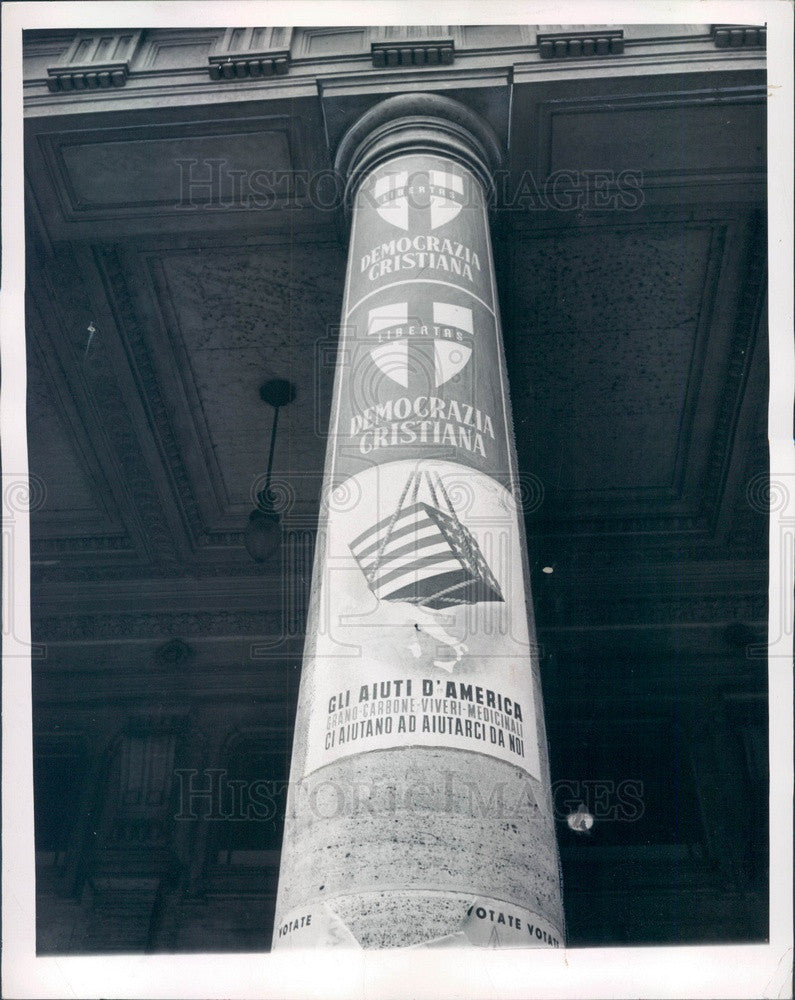 LIBERTAS
DEMOCRAZIA
CRISTIANA
LIBERTAS
DEMOCRAZIA
CRISTIANA
GLI AIUTI D'AMERICA
GRANO-CARBONE-VIVERI-MEDICINALI
CI AIUTANO AD AIUTARCI DA NOI
VOTATE
VOTATE VOTATE
HISTORIC IMAGES
HISTORIC IMAGES